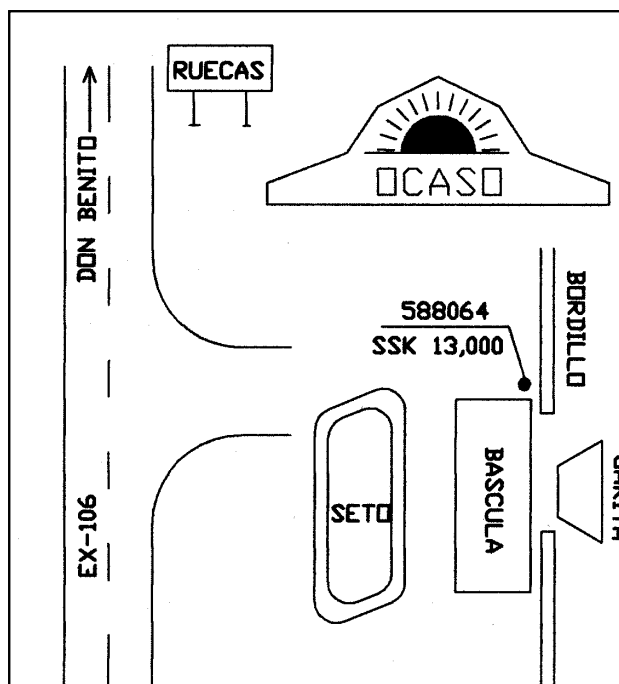 RUECAS
OCASO
DON BENITO
588064
SSK 13,000
BORDILLO
SETO
BASCULA
EX-106